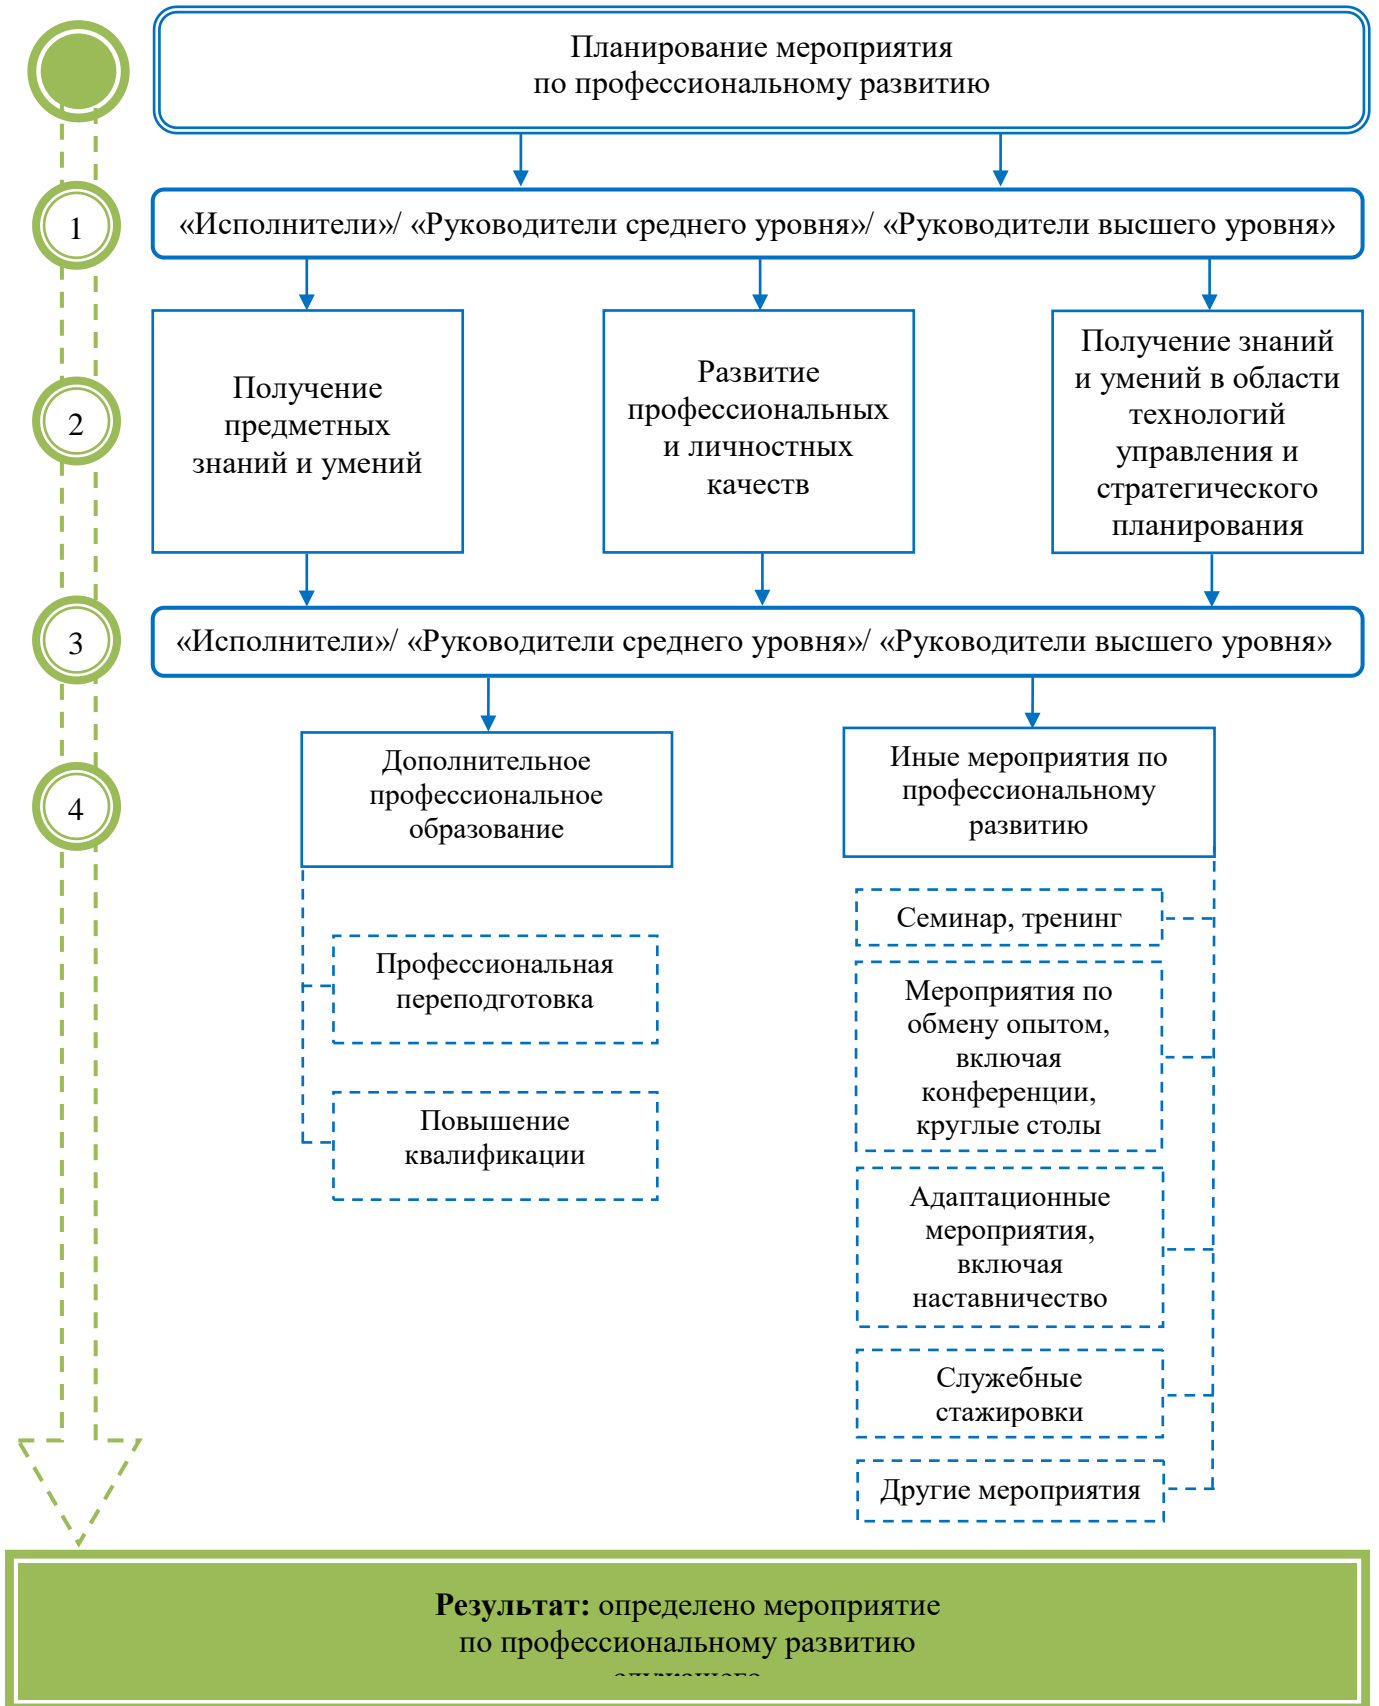 Планирование мероприятия
по профессиональному развитию
1
«Исполнители»/ «Руководители среднего уровня»/ «Руководители высшего уровня»
2
Получение
предметных
знаний и умений
Развитие
профессиональных
и личностных
качеств
Получение знаний
и умений в области
технологий
управления и
стратегического
планирования
3
«Исполнители»/ «Руководители среднего уровня»/ «Руководители высшего уровня»
4
Дополнительное
профессиональное
образование
Профессиональная
переподготовка
Повышение
квалификации
Иные мероприятия по
профессиональному
развитию
Семинар, тренинг
Мероприятия по
обмену опытом,
включая
конференции,
круглые столы
Адаптационные
мероприятия,
включая
наставничество
Служебные
стажировки
Другие мероприятия
Результат: определено мероприятие
по профессиональному развитию